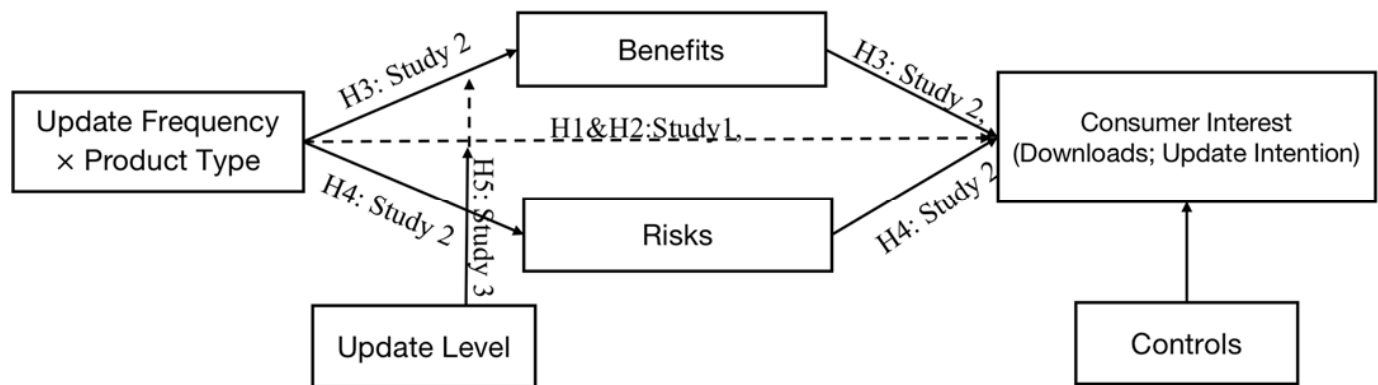 H3: Study 2
Benefits
H3: Study 2,
Update Frequency
× Product Type
H1&H2:Study1,
Consumer Interest
(Downloads; Update Intention)
H4: Study 2
H5: Study 3
Risks
H4: Study 2
Update Level
Controls